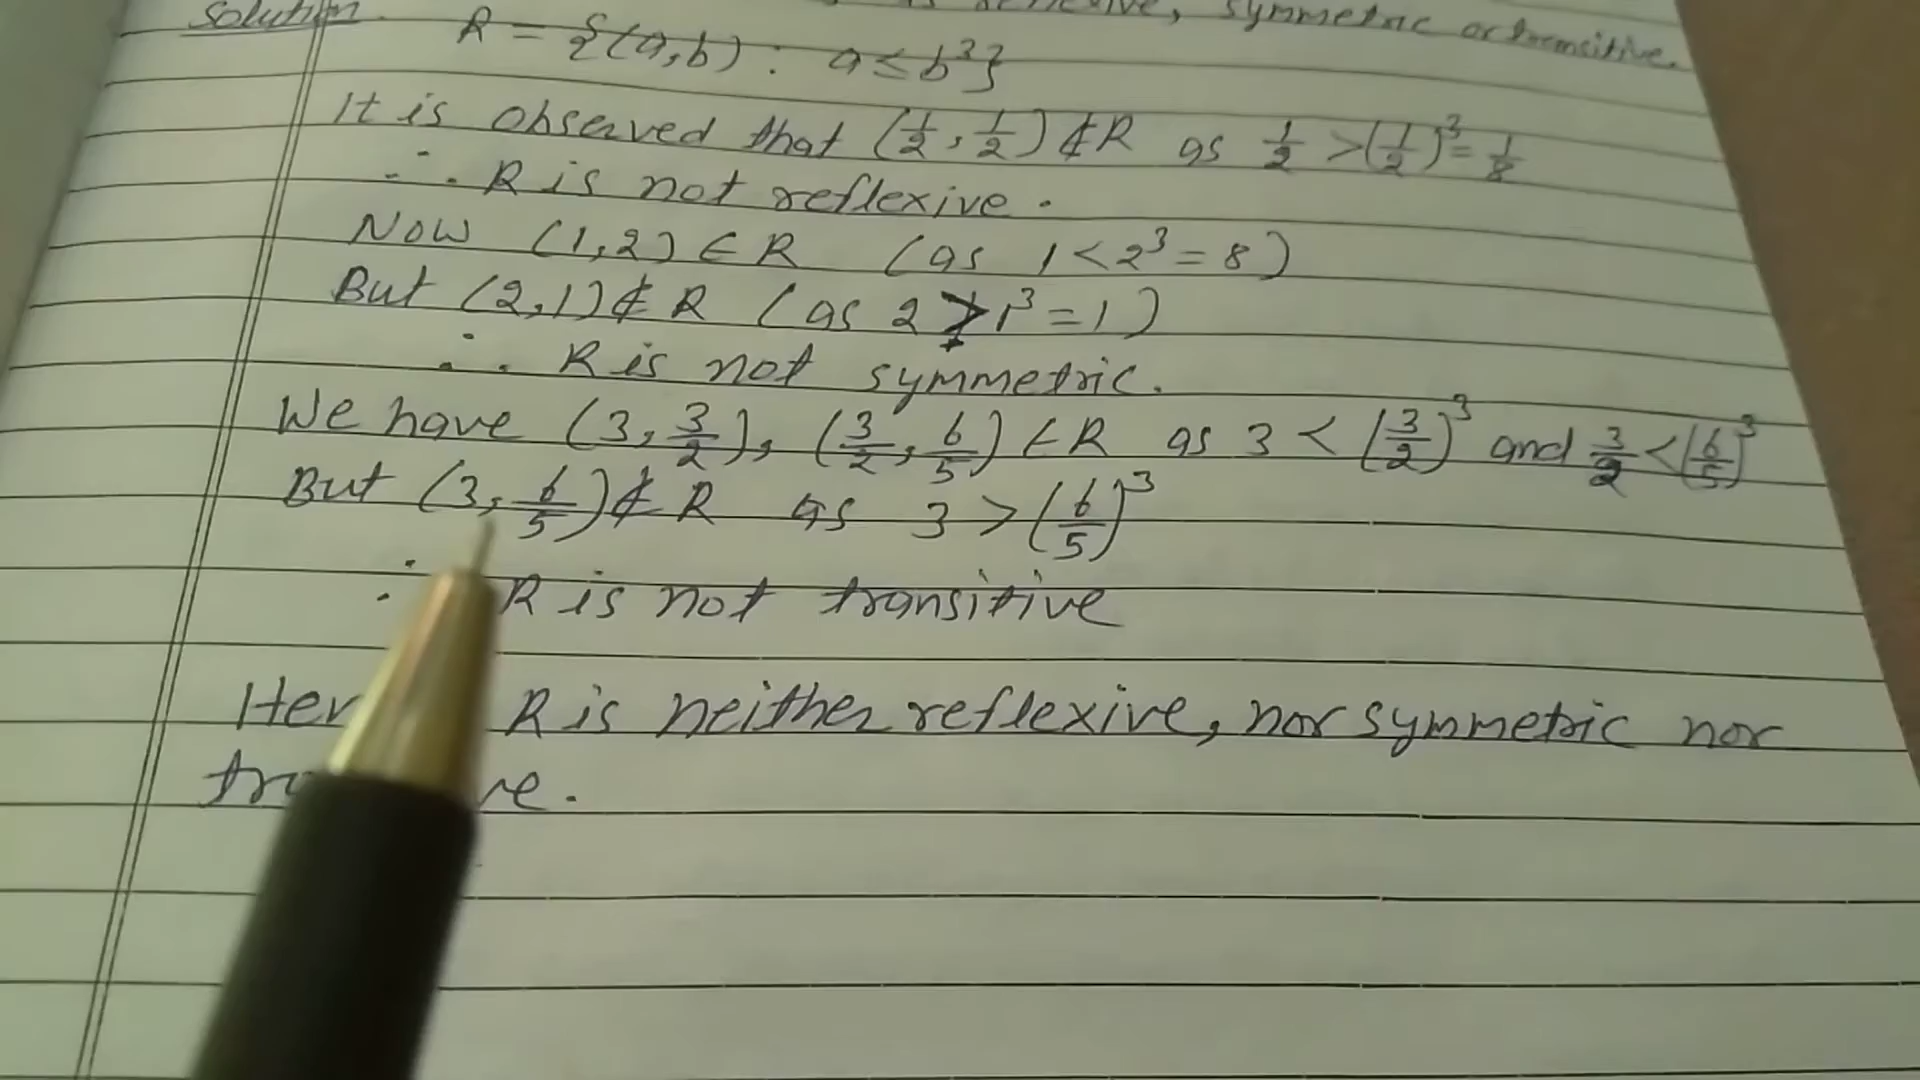 symmetric or transitive.
Solution
R = {(a,b) : a ≤ b³}
It is observed that (1/2, 1/2) ∉ R as 1/2 > (1/2)³ = 1/8
∴ R is not reflexive.
Now (1,2) ∈ R (as 1 < 2³ = 8)
But (2,1) ∉ R (as 2 > 1³ = 1)
∴ R is not symmetric.
We have (3, 3/2), (3/2, 6/5) ∈ R as 3 < (3/2)³ and 3/2 < (6/5)³
But (3, 6/5) ∉ R as 3 > (6/5)³
∴ R is not transitive
R is neither reflexive, nor symmetric nor